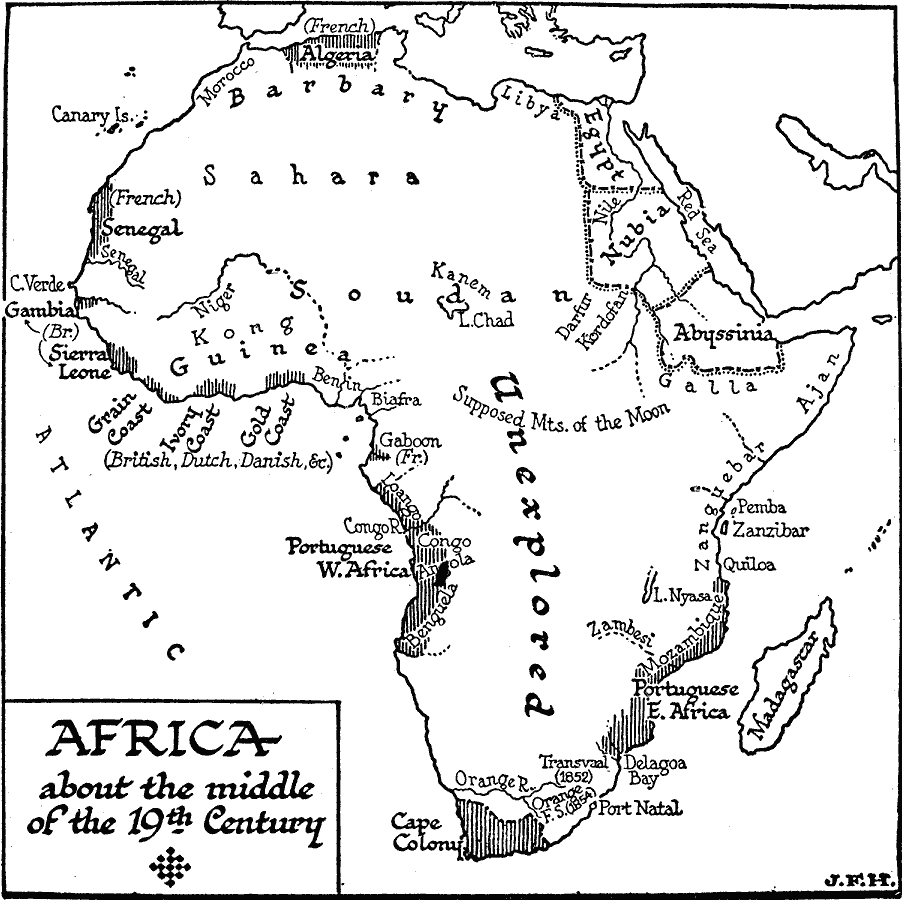 (French)
Algeria
Morocco
Barbary
Libya
Egypt
Canary Is.
Sahara
(French)
Senegal
Senegal
Nile
Nubia
Red Sea
C. Verde
Gambia
(Br.)
Sierra
Leone
Niger
Soudan
Kanem
L. Chad
Darfur
Kordofan
Abyssinia
Kong
Guinea
Benin
Biafra
Galla
Ajan
Grain
Coast
Ivory
Coast
Gold
Coast
(British, Dutch, Danish, &c.)
Supposed Mts. of the Moon
Unexplored
Gaboon
(Fr.)
Loango
Congo R.
Congo
Portuguese
W. Africa
Angola
Benguela
Zanguebar
Pemba
Zanzibar
Quiloa
L. Nyasa
Zambesi
Mozambique
Portuguese
E. Africa
Madagascar
ATLANTIC
Transvaal
(1852)
Delagoa
Bay
Orange R.
Orange
F. S. (1854)
Port Natal
Cape
Colony
AFRICA
about the middle
of the 19th Century
J.F.H.